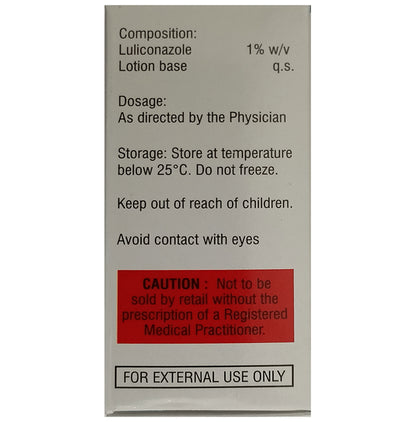 Composition:
Luliconazole 1% w/v
Lotion base q.s.
Dosage:
As directed by the Physician
Storage: Store at temperature
below 25°C. Do not freeze.
Keep out of reach of children.
Avoid contact with eyes
CAUTION : Not to be
sold by retail without the
prescription of a Registered
Medical Practitioner.
FOR EXTERNAL USE ONLY